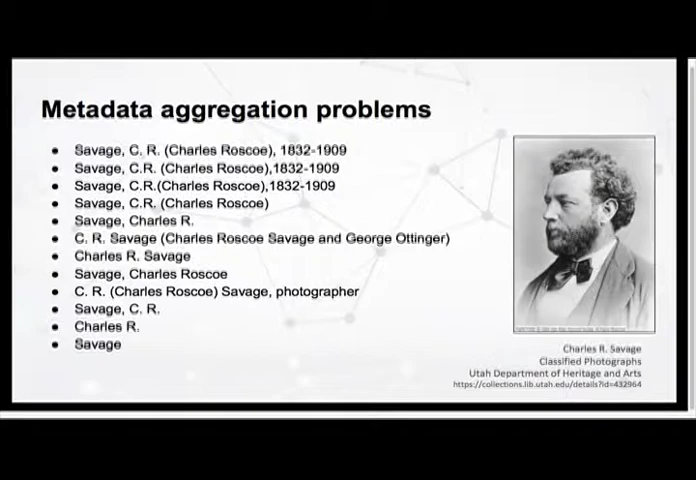 Metadata aggregation problems
● Savage, C. R. (Charles Roscoe), 1832-1909
● Savage, C.R. (Charles Roscoe),1832-1909
● Savage, C.R.(Charles Roscoe),1832-1909
● Savage, C.R. (Charles Roscoe)
● Savage, Charles R.
● C. R. Savage (Charles Roscoe Savage and George Ottinger)
● Charles R. Savage
● Savage, Charles Roscoe
● C. R. (Charles Roscoe) Savage, photographer
● Savage, C. R.
● Charles R.
● Savage
Charles R. Savage
Classified Photographs
Utah Department of Heritage and Arts
https://collections.lib.utah.edu/details?id=432964